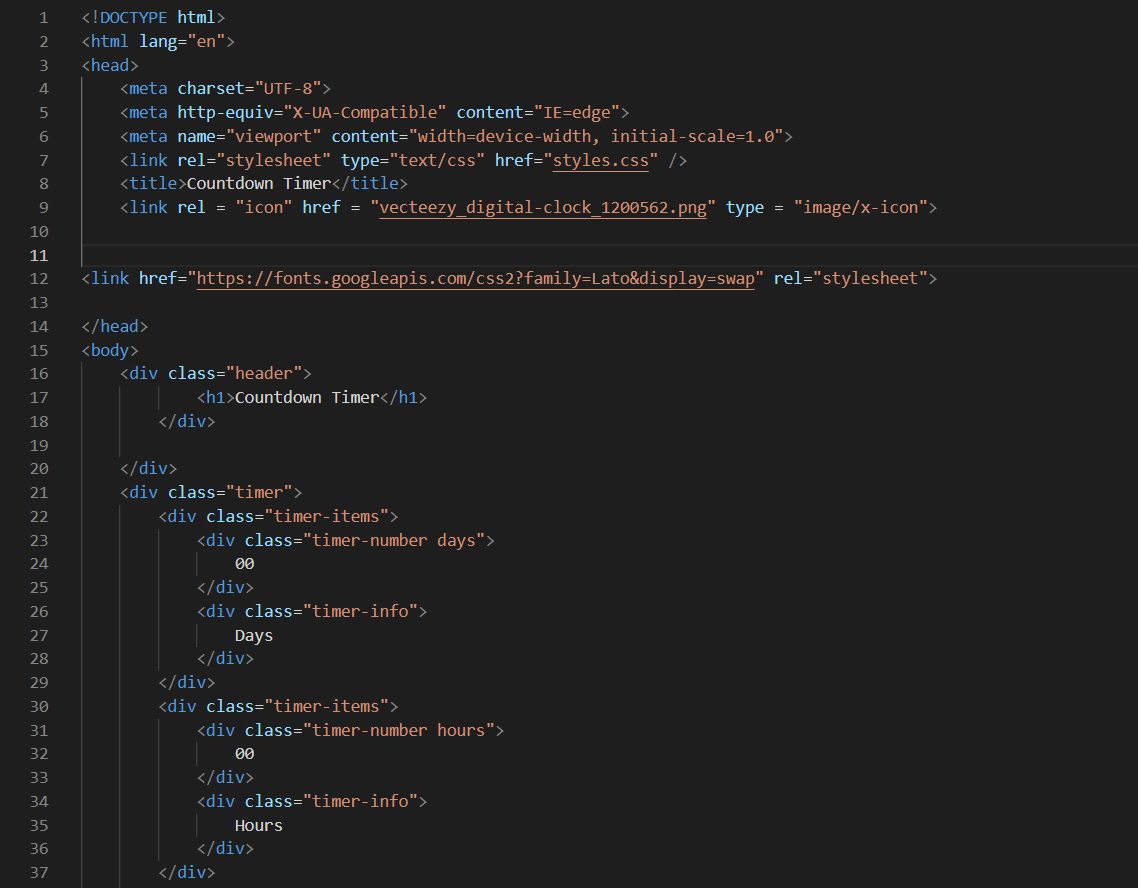 1 <!DOCTYPE html>
2 <html lang="en">
3 <head>
4     <meta charset="UTF-8">
5     <meta http-equiv="X-UA-Compatible" content="IE=edge">
6     <meta name="viewport" content="width=device-width, initial-scale=1.0">
7     <link rel="stylesheet" type="text/css" href="styles.css" />
8     <title>Countdown Timer</title>
9     <link rel = "icon" href = "vecteezy_digital-clock_1200562.png" type = "image/x-icon">
10
11
12 <link href="https://fonts.googleapis.com/css2?family=Lato&display=swap" rel="stylesheet">
13
14 </head>
15 <body>
16     <div class="header">
17             <h1>Countdown Timer</h1>
18         </div>
19
20     </div>
21     <div class="timer">
22         <div class="timer-items">
23             <div class="timer-number days">
24                 00
25             </div>
26             <div class="timer-info">
27                 Days
28             </div>
29         </div>
30         <div class="timer-items">
31             <div class="timer-number hours">
32                 00
33             </div>
34             <div class="timer-info">
35                 Hours
36             </div>
37         </div>